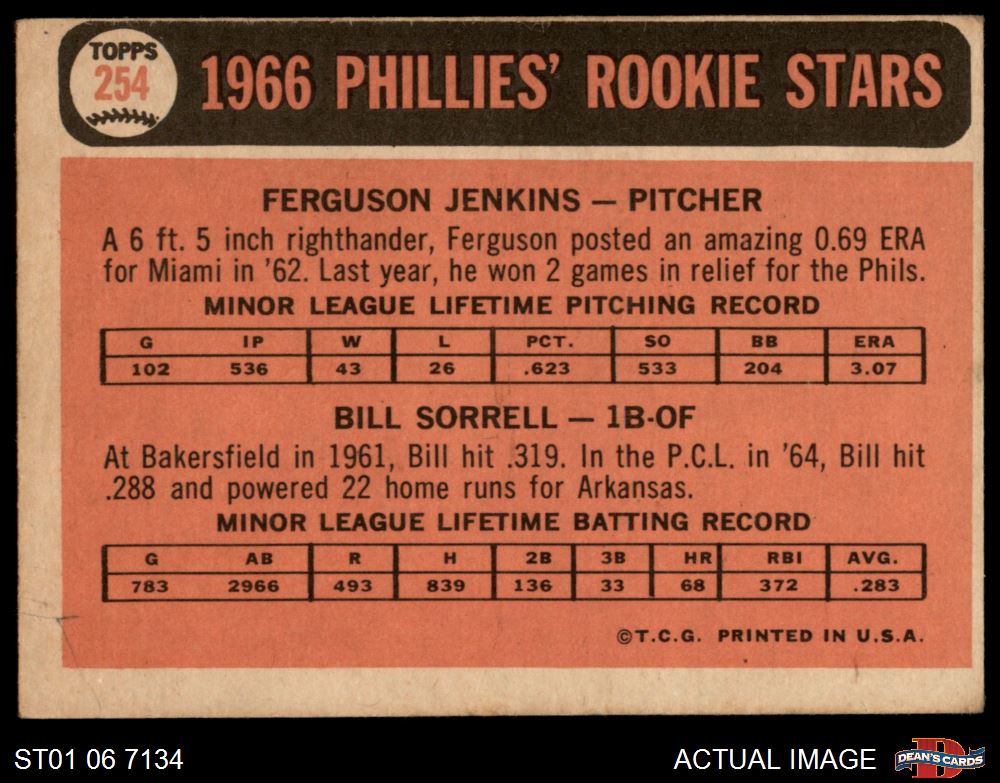 TOPPS
254
1966 PHILLIES' ROOKIE STARS
FERGUSON JENKINS — PITCHER
A 6 ft. 5 inch righthander, Ferguson posted an amazing 0.69 ERA
for Miami in '62. Last year, he won 2 games in relief for the Phils.
MINOR LEAGUE LIFETIME PITCHING RECORD
G IP W L PCT. SO BB ERA
102 536 43 26 .623 533 204 3.07
BILL SORRELL — 1B-OF
At Bakersfield in 1961, Bill hit .319. In the P.C.L. in '64, Bill hit
.288 and powered 22 home runs for Arkansas.
MINOR LEAGUE LIFETIME BATTING RECORD
G AB R H 2B 3B HR RBI AVG.
783 2966 493 839 136 33 68 372 .283
©T.C.G. PRINTED IN U.S.A.
ST01 06 7134
ACTUAL IMAGE
D
DEAN'S CARDS